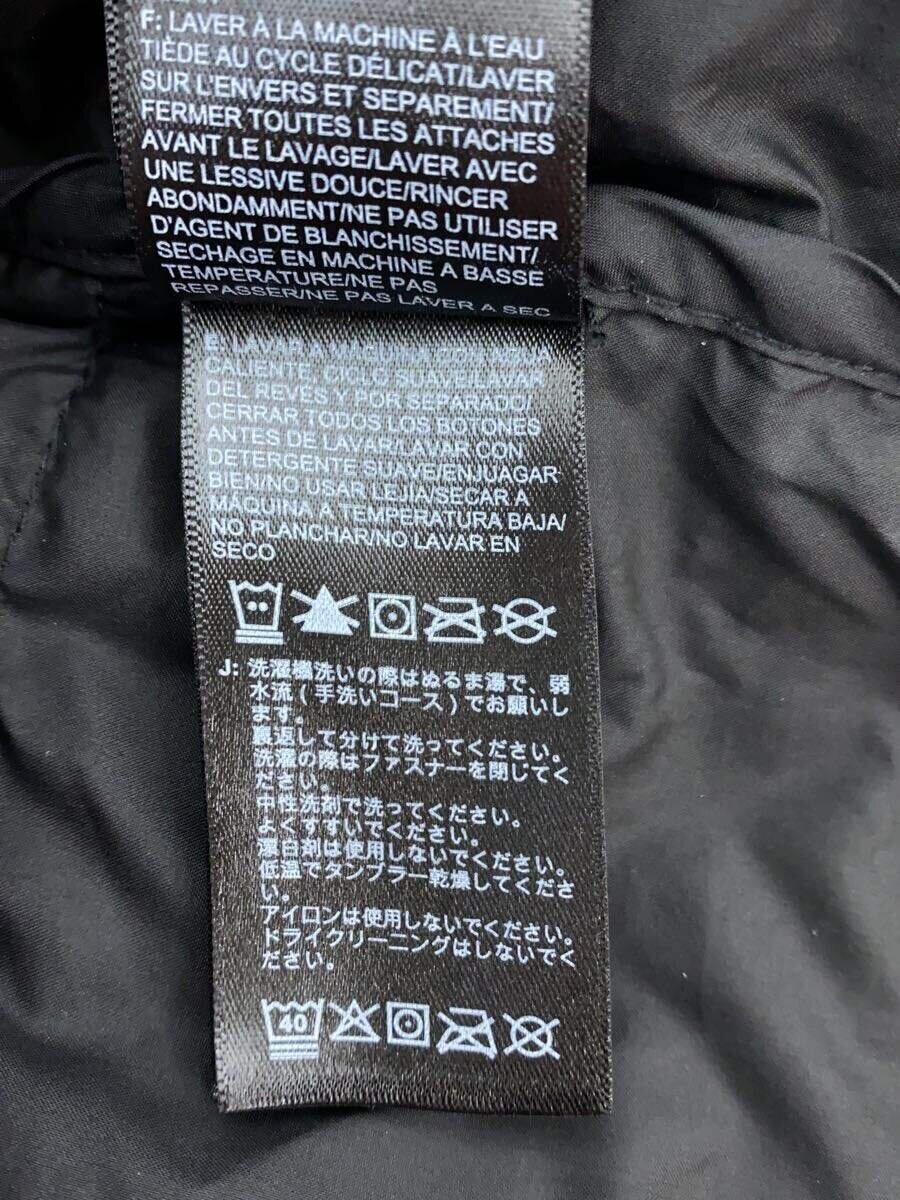 F: LAVER À LA MACHINE À L'EAU
TIÈDE AU CYCLE DÉLICAT/LAVER
SUR L'ENVERS ET SEPAREMENT/
FERMER TOUTES LES ATTACHES
AVANT LE LAVAGE/LAVER AVEC
UNE LESSIVE DOUCE/RINCER
ABONDAMMENT/NE PAS UTILISER
D'AGENT DE BLANCHISSEMENT/
SECHAGE EN MACHINE A BASSE
TEMPERATURE/NE PAS
REPASSER/NE PAS LAVER A SEC
E: LAVAR A MÁQUINA CON AGUA
CALIENTE, CICLO SUAVE/LAVAR
DEL REVÉS Y POR SEPARADO/
CERRAR TODOS LOS BOTONES
ANTES DE LAVAR/LAVAR CON
DETERGENTE SUAVE/ENJUAGAR
BIEN/NO USAR LEJÍA/SECAR A
MÁQUINA A TEMPERATURA BAJA/
NO PLANCHAR/NO LAVAR EN
SECO
J: 洗濯機洗いの際はぬるま湯で、弱
水流(手洗いコース)でお願いし
ます。
裏返して分けて洗ってください。
洗濯の際はファスナーを閉じてく
ださい。
中性洗剤で洗ってください。
よくすすいでください。
漂白剤は使用しないでください。
低温でタンブラー乾燥してくださ
い。
アイロンは使用しないでください。
ドライクリーニングはしないでく
ださい。
40